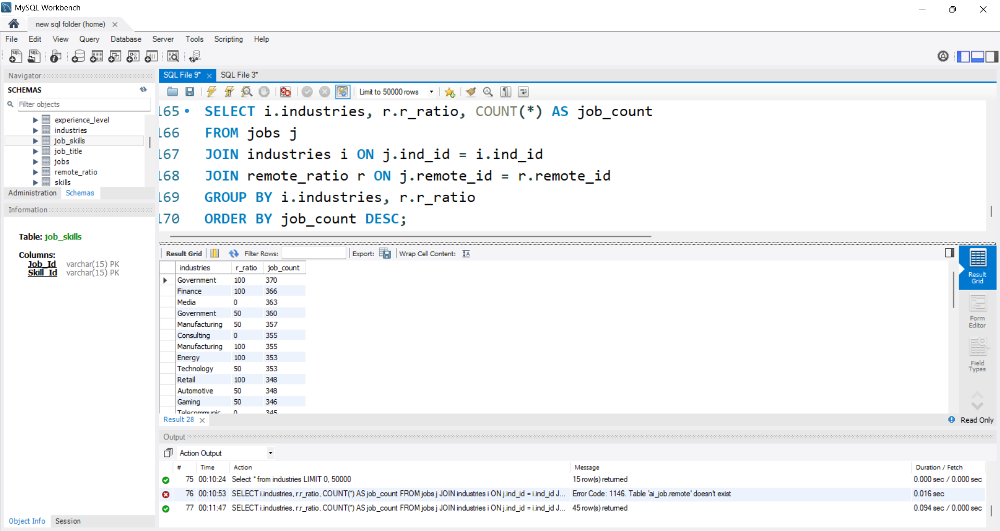 MySQL Workbench
new sql folder (home)
File Edit View Query Database Server Tools Scripting Help
Navigator
SCHEMAS
Filter objects
experience_level
industries
job_skills
job_title
jobs
remote_ratio
skills
Administration Schemas
Information
Table: job_skills
Columns:
Job_Id varchar(15) PK
Skill_Id varchar(15) PK
Object Info Session
SQL File 9* SQL File 3*
Limit to 50000 rows
165 SELECT i.industries, r.r_ratio, COUNT(*) AS job_count
166 FROM jobs j
167 JOIN industries i ON j.ind_id = i.ind_id
168 JOIN remote_ratio r ON j.remote_id = r.remote_id
169 GROUP BY i.industries, r.r_ratio
170 ORDER BY job_count DESC;
Result Grid Filter Rows: Export: Wrap Cell Content:
industries r_ratio job_count
Government 100 370
Finance 100 366
Media 0 363
Government 50 360
Manufacturing 50 357
Consulting 0 355
Manufacturing 100 355
Energy 100 353
Technology 50 353
Retail 100 348
Automotive 50 348
Gaming 50 346
Telecommunic... 0 345
Result Grid
Form Editor
Field Types
Result 28
Read Only
Output
Action Output
# Time Action Message Duration / Fetch
75 00:10:24 Select * from industries LIMIT 0, 50000 15 row(s) returned 0.000 sec / 0.000 sec
76 00:10:53 SELECT i.industries, r.r_ratio, COUNT(*) AS job_count FROM jobs j JOIN industries i ON j.ind_id = i.ind_id J... Error Code: 1146. Table 'ai_job.remote' doesn't exist 0.016 sec
77 00:11:47 SELECT i.industries, r.r_ratio, COUNT(*) AS job_count FROM jobs j JOIN industries i ON j.ind_id = i.ind_id J... 45 row(s) returned 0.094 sec / 0.000 sec